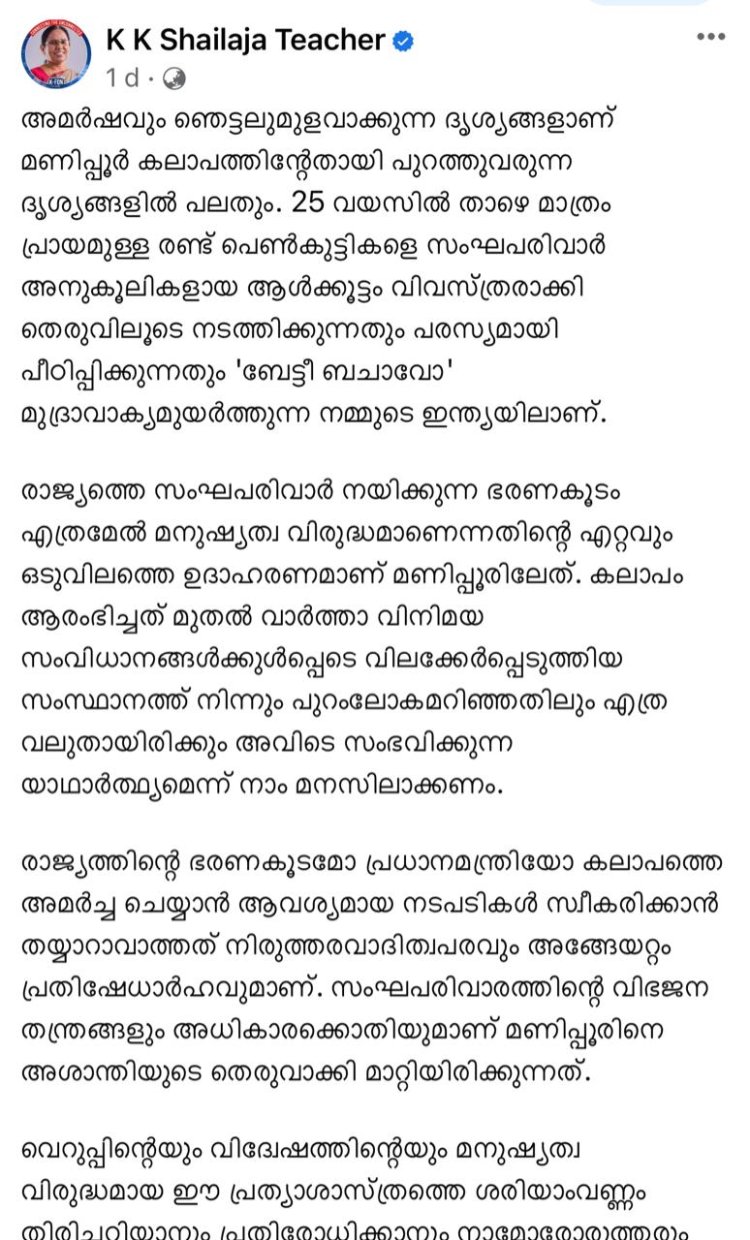 K K Shailaja Teacher
1 d
അമർഷവും ഞെട്ടലുമുളവാക്കുന്ന ദൃശ്യങ്ങളാണ്
മണിപ്പൂർ കലാപത്തിന്റേതായി പുറത്തുവരുന്ന
ദൃശ്യങ്ങളിൽ പലതും. 25 വയസിൽ താഴെ മാത്രം
പ്രായമുള്ള രണ്ട് പെൺകുട്ടികളെ സംഘപരിവാർ
അനുകൂലികളായ ആൾക്കൂട്ടം വിവസ്ത്രരാക്കി
തെരുവിലൂടെ നടത്തിക്കുന്നതും പരസ്യമായി
പീഠിപ്പിക്കുന്നതും 'ബേട്ടീ ബചാവോ'
മുദ്രാവാക്യമുയർത്തുന്ന നമ്മുടെ ഇന്ത്യയിലാണ്.
രാജ്യത്തെ സംഘപരിവാർ നയിക്കുന്ന ഭരണകൂടം
എത്രമേൽ മനുഷ്യത്വ വിരുദ്ധമാണെന്നതിന്റെ എറ്റവും
ഒടുവിലത്തെ ഉദാഹരണമാണ് മണിപ്പൂരിലേത്. കലാപം
ആരംഭിച്ചത് മുതൽ വാർത്താ വിനിമയ
സംവിധാനങ്ങൾക്കുൾപ്പെടെ വിലക്കേർപ്പെടുത്തിയ
സംസ്ഥാനത്ത് നിന്നും പുറംലോകമറിഞ്ഞതിലും എത്ര
വലുതായിരിക്കും അവിടെ സംഭവിക്കുന്ന
യാഥാർത്ഥ്യമെന്ന് നാം മനസിലാക്കണം.
രാജ്യത്തിന്റെ ഭരണകൂടമോ പ്രധാനമന്ത്രിയോ കലാപത്തെ
അമർച്ച ചെയ്യാൻ ആവശ്യമായ നടപടികൾ സ്വീകരിക്കാൻ
തയ്യാറാവാത്തത് നിരുത്തരവാദിത്വപരവും അങ്ങേയറ്റം
പ്രതിഷേധാർഹവുമാണ്. സംഘപരിവാരത്തിന്റെ വിഭജന
തന്ത്രങ്ങളും അധികാരക്കൊതിയുമാണ് മണിപ്പൂരിനെ
അശാന്തിയുടെ തെരുവാക്കി മാറ്റിയിരിക്കുന്നത്.
വെറുപ്പിന്റെയും വിദ്വേഷത്തിന്റെയും മനുഷ്യത്വ
വിരുദ്ധമായ ഈ പ്രത്യാശാസ്ത്രത്തെ ശരിയാംവണ്ണം
തിരിച്ചറിയാനും പ്രതിരോധിക്കാനും നാമോരോരുത്തരും